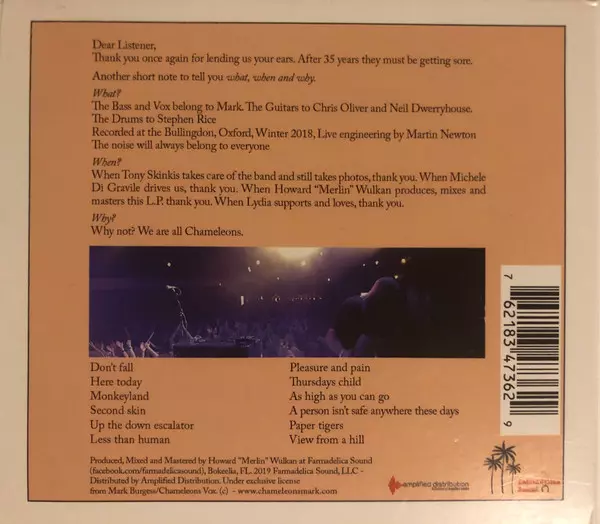 Dear Listener,
Thank you once again for lending us your ears. After 35 years they must be getting sore.
Another short note to tell you what, when and why.
What?
The Bass and Vox belong to Mark. The Guitars to Chris Oliver and Neil Dwerryhouse.
The Drums to Stephen Rice
Recorded at the Bullingdon, Oxford, Winter 2018, Live engineering by Martin Newton
The noise will always belong to everyone
When?
When Tony Skinkis takes care of the band and still takes photos, thank you. When Michele
Di Gravile drives us, thank you. When Howard "Merlin" Wulkan produces, mixes and
masters this L.P. thank you. When Lydia supports and loves, thank you.
Why?
Why not? We are all Chameleons.
Don't fall
Here today
Monkeyland
Second skin
Up the down escalator
Less than human
Pleasure and pain
Thursdays child
As high as you can go
A person isn't safe anywhere these days
Paper tigers
View from a hill
7 62183 47362 9
Produced, Mixed and Mastered by Howard "Merlin" Wulkan at Farmadelica Sound
(facebook.com/farmadelicasound), Bokeelia, FL. 2019 Farmadelica Sound, LLC -
Distributed by Amplified Distribution. Under exclusive license
from Mark Burgess/Chameleons Vox. (c) - www.chameleonsmark.com
amplified distribution